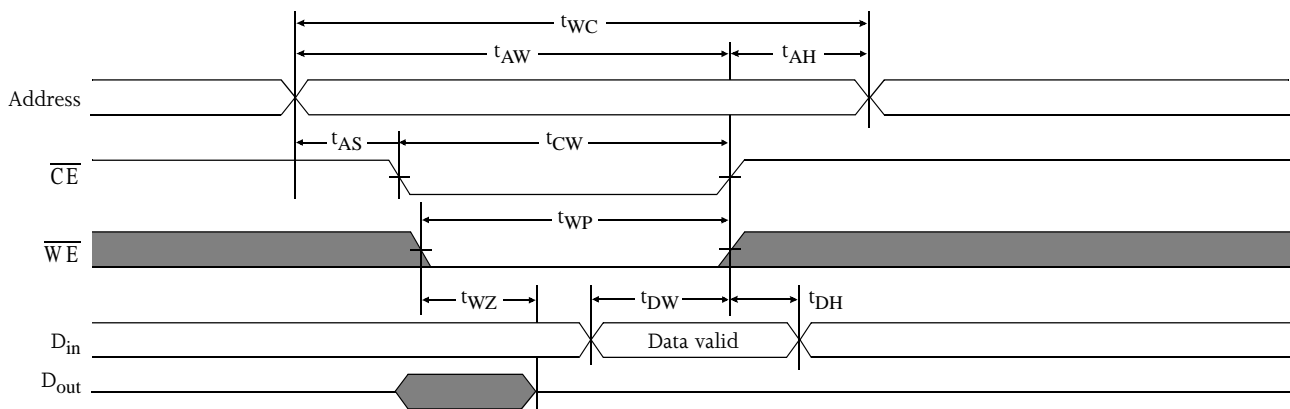 tWC
tAW tAH
Address
tAS tCW
CE
tWP
WE
tWZ tDW tDH
Din Data valid
Dout